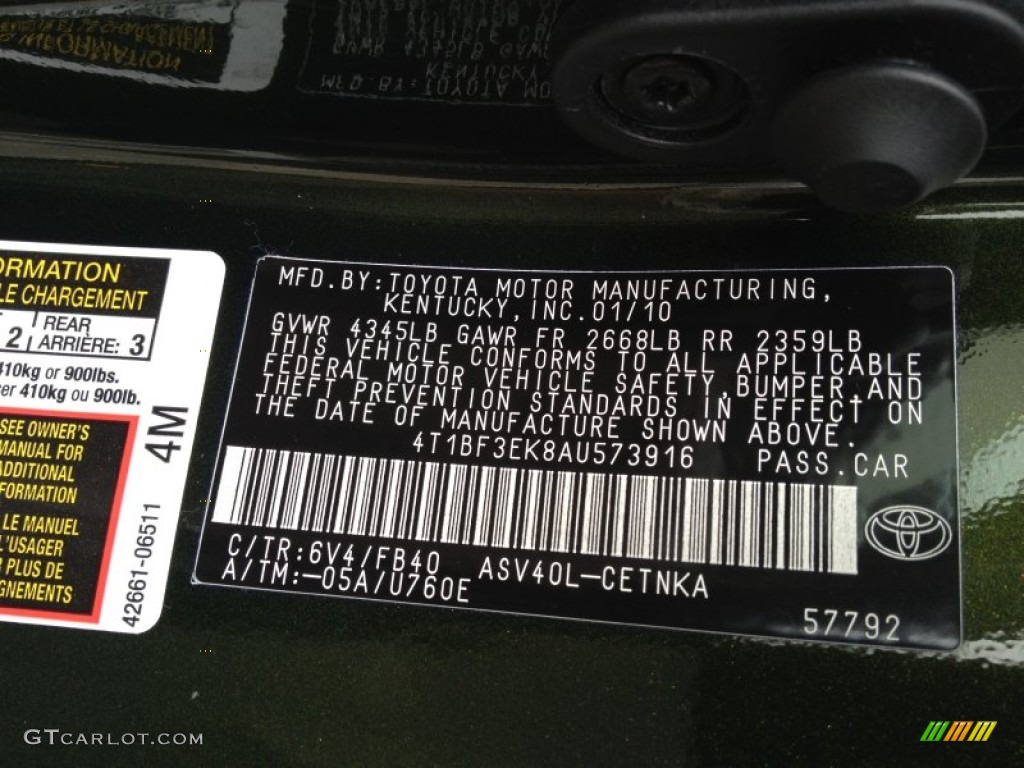 ORMATION
LE CHARGEMENT
2 REAR
ARRIÈRE: 3
410kg or 900lbs.
ser 410kg ou 900lb.
SEE OWNER'S
MANUAL FOR
ADDITIONAL
FORMATION
LE MANUEL
L'USAGER
R PLUS DE
GNEMENTS
4M
42661-06511
MFD.BY:TOYOTA MOTOR MANUFACTURING,
KENTUCKY,INC.01/10
GVWR 4345LB GAWR FR 2668LB RR 2359LB
THIS VEHICLE CONFORMS TO ALL APPLICABLE
FEDERAL MOTOR VEHICLE SAFETY,BUMPER,AND
THEFT PREVENTION STANDARDS IN EFFECT ON
THE DATE OF MANUFACTURE SHOWN ABOVE.
4T1BF3EK8AU573916 PASS.CAR
C/TR:6V4/FB40 ASV40L-CETNKA
A/TM:-05A/U760E
57792
GTCARLOT.COM